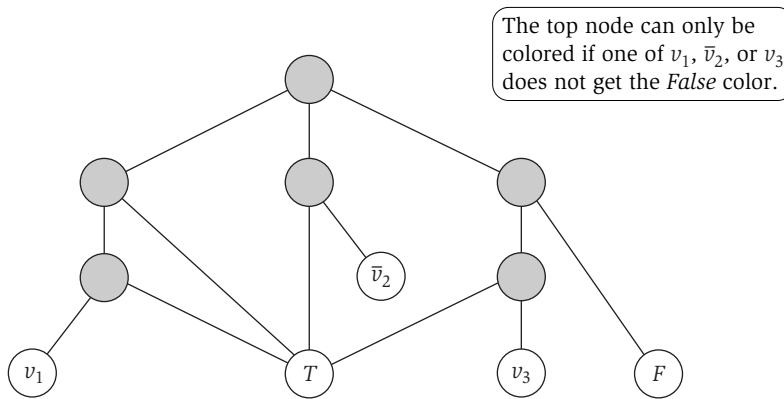 The top node can only be
colored if one of v₁, v̄₂, or v₃
does not get the False color.
v̄₂
v₁
T
v₃
F